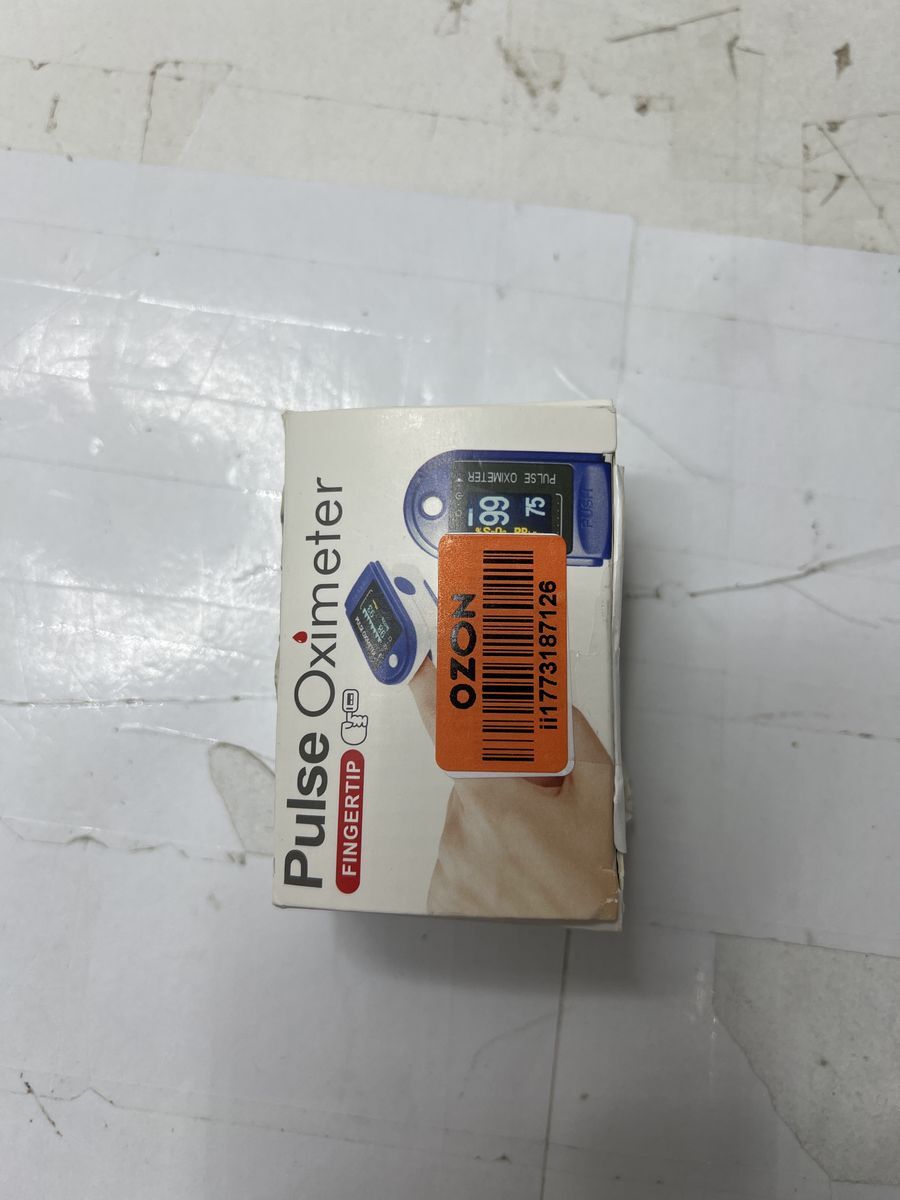 Pulse Oximeter
FINGERTIP
PULSE OXIMETER
99
75
PUSH
OZON
ii1773187126